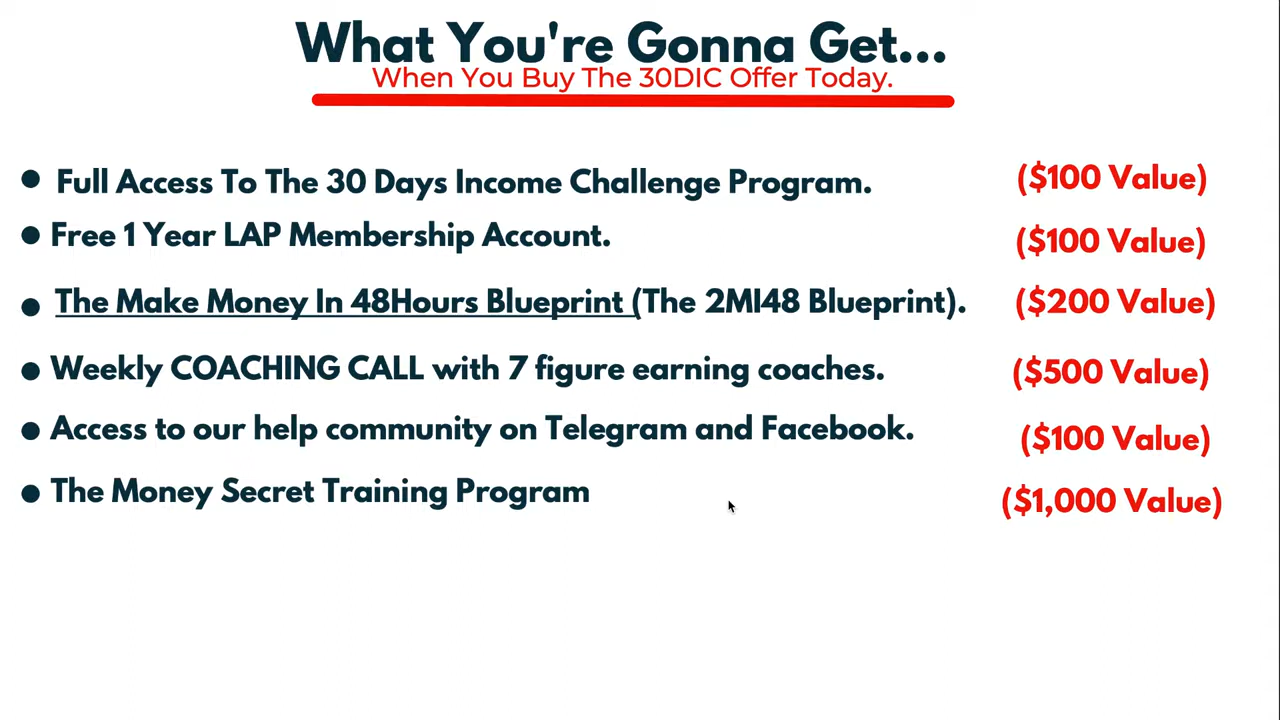 What You're Gonna Get...
When You Buy The 30DIC Offer Today.
Full Access To The 30 Days Income Challenge Program. ($100 Value)
Free 1 Year LAP Membership Account. ($100 Value)
The Make Money In 48Hours Blueprint (The 2MI48 Blueprint). ($200 Value)
Weekly COACHING CALL with 7 figure earning coaches. ($500 Value)
Access to our help community on Telegram and Facebook. ($100 Value)
The Money Secret Training Program ($1,000 Value)